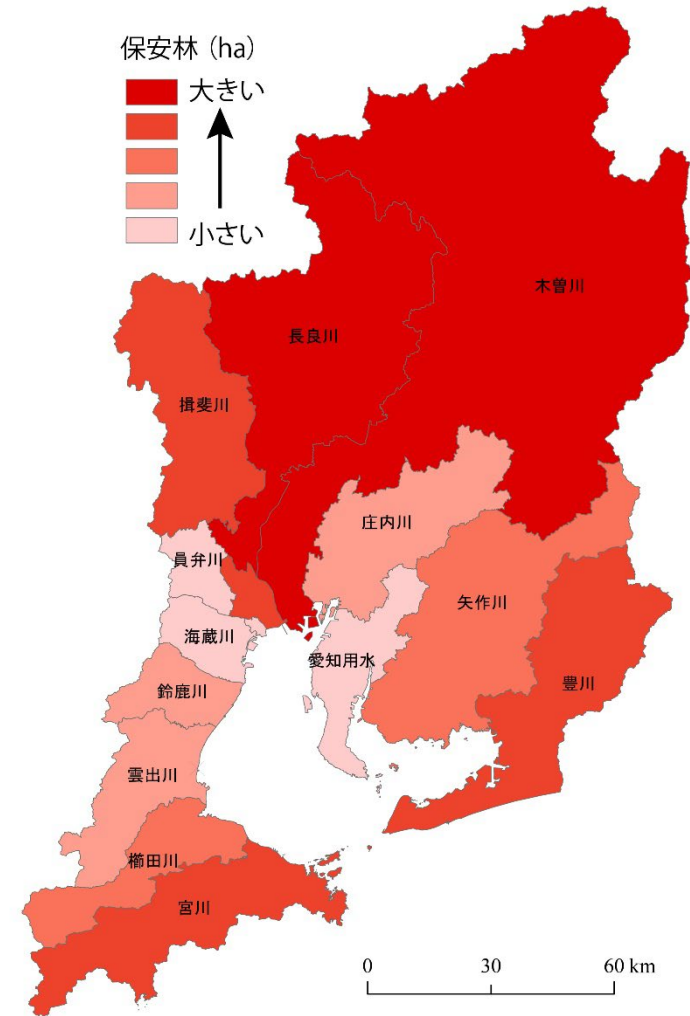 保安林（ha）
大きい
小さい
木曽川
長良川
揖斐川
庄内川
員弁川
矢作川
海蔵川
愛知用水
豊川
鈴鹿川
雲出川
櫛田川
宮川
0 30 60 km